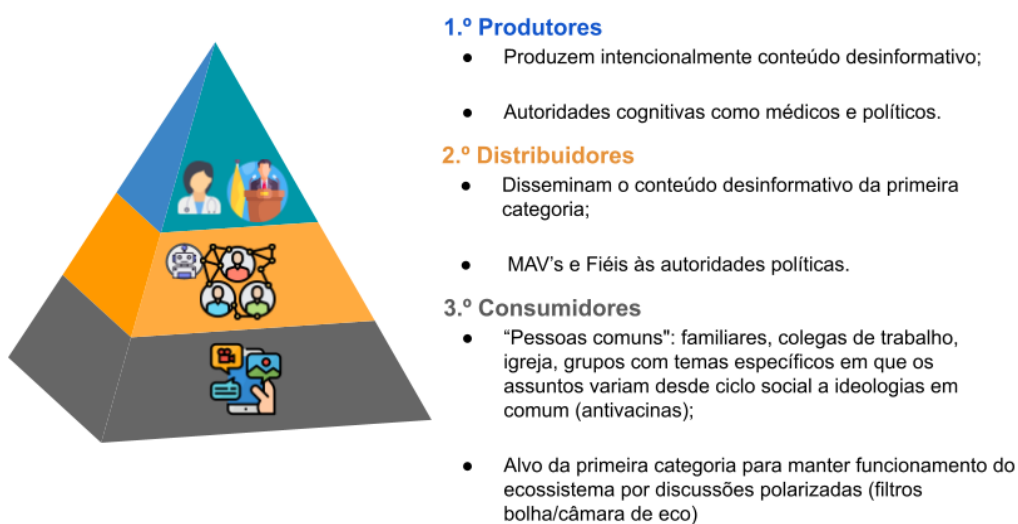 1.º Produtores
● Produzem intencionalmente conteúdo desinformativo;
● Autoridades cognitivas como médicos e políticos.
2.º Distribuidores
● Disseminam o conteúdo desinformativo da primeira
categoria;
● MAV’s e Fiéis às autoridades políticas.
3.º Consumidores
● “Pessoas comuns": familiares, colegas de trabalho,
igreja, grupos com temas específicos em que os
assuntos variam desde ciclo social a ideologias em
comum (antivacinas);
● Alvo da primeira categoria para manter funcionamento do
ecossistema por discussões polarizadas (filtros
bolha/câmara de eco)